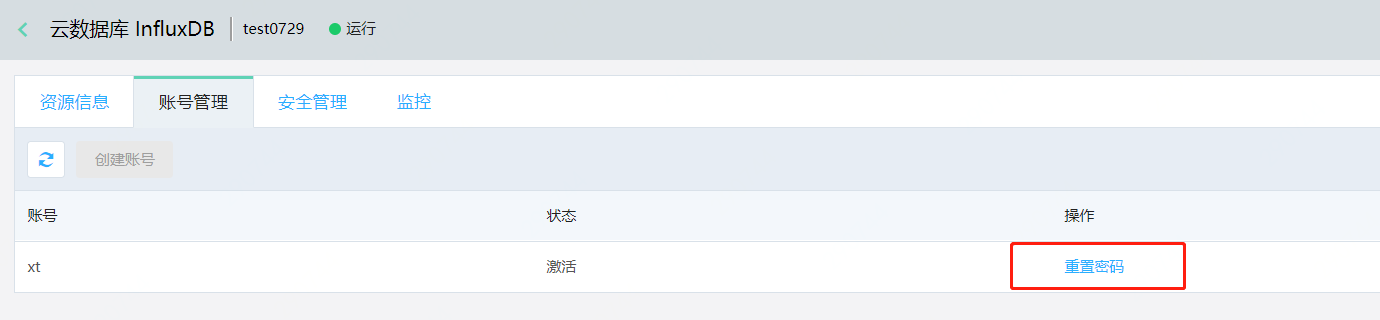 云数据库 InfluxDB test0729 运行
资源信息 账号管理 安全管理 监控
创建账号
账号 状态 操作
xt 激活 重置密码